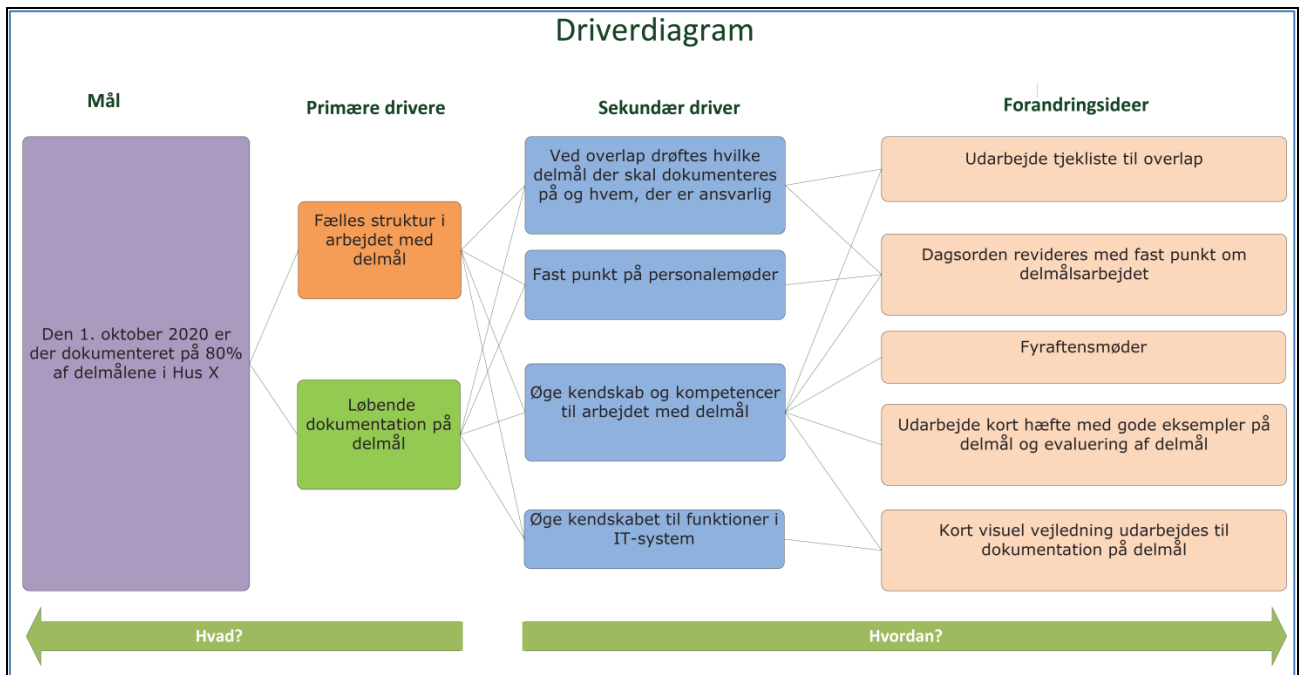 Driverdiagram
Mål
Primære drivere
Sekundær driver
Forandringsideer
Den 1. oktober 2020 er
der dokumenteret på 80%
af delmålene i Hus X
Fælles struktur i
arbejdet med
delmål
Løbende
dokumentation på
delmål
Ved overlap drøftes hvilke
delmål der skal dokumenteres
på og hvem, der er ansvarlig
Fast punkt på personalemøder
Øge kendskab og kompetencer
til arbejdet med delmål
Øge kendskabet til funktioner i
IT-system
Udarbejde tjekliste til overlap
Dagsorden revideres med fast punkt om
delmålsarbejdet
Fyraftensmøder
Udarbejde kort hæfte med gode eksempler på
delmål og evaluering af delmål
Kort visuel vejledning udarbejdes til
dokumentation på delmål
Hvad?
Hvordan?